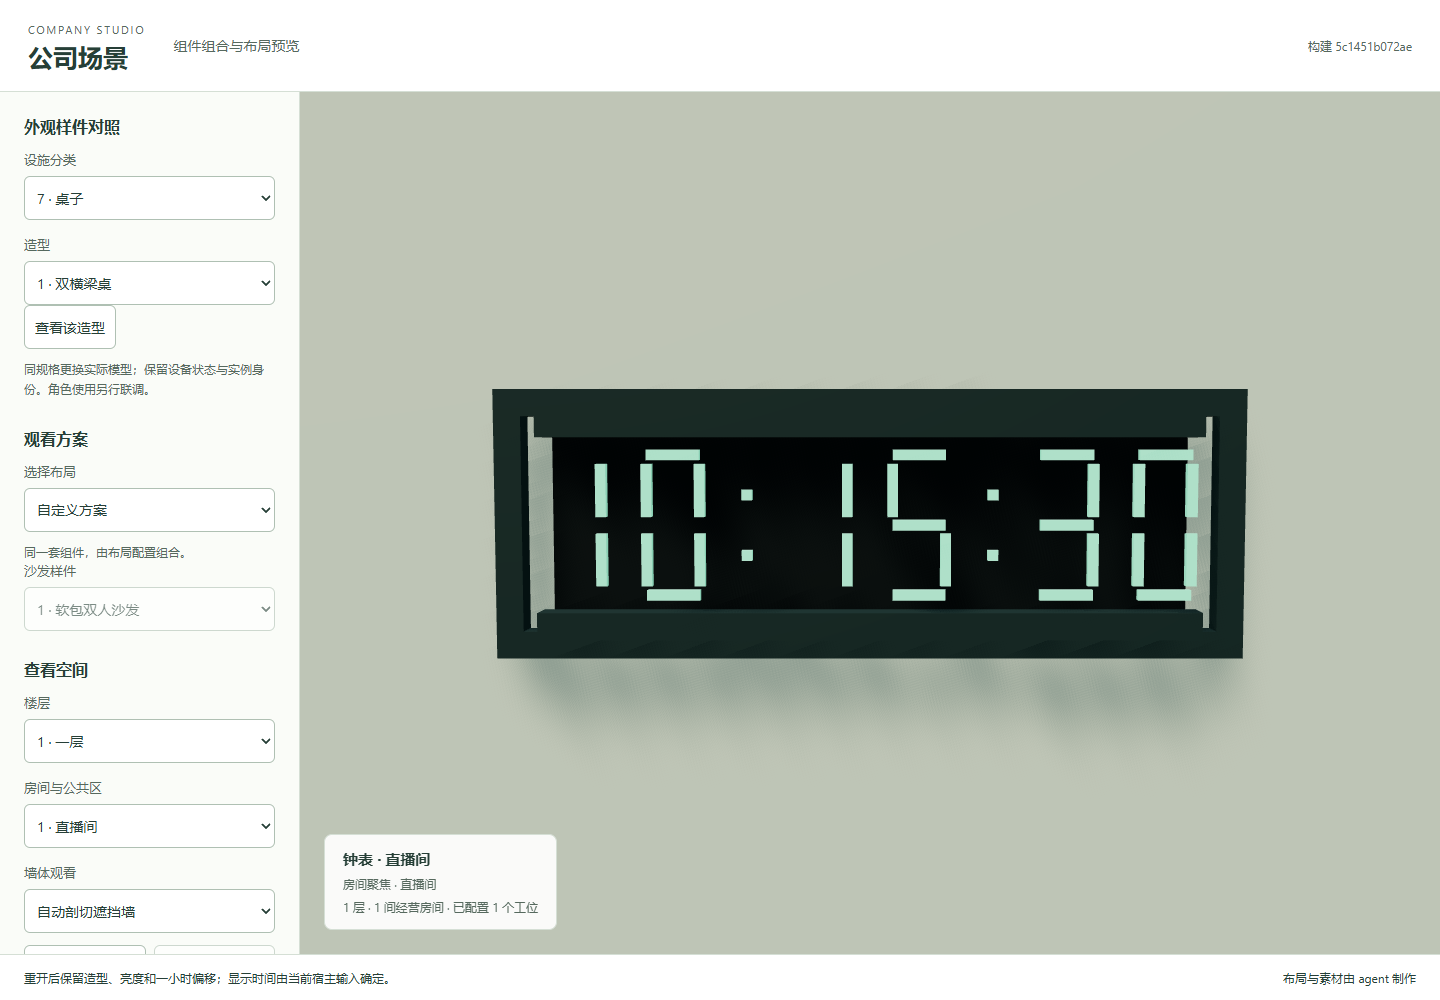 COMPANY STUDIO
公司场景
组件组合与布局预览
构建 5c1451b072ae
外观样件对照
设施分类
7 · 桌子
造型
1 · 双横梁桌
查看该造型
同规格更换实际模型；保留设备状态与实例身
份。角色使用另行联调。
观看方案
选择布局
自定义方案
同一套组件，由布局配置组合。
沙发样件
1 · 软包双人沙发
查看空间
楼层
1 · 一层
房间与公共区
1 · 直播间
墙体观看
自动剖切遮挡墙
10:15:30
钟表 · 直播间
房间聚焦 · 直播间
1 层 · 1 间经营房间 · 已配置 1 个工位
重开后保留造型、亮度和一小时偏移；显示时间由当前宿主输入确定。
布局与素材由 agent 制作